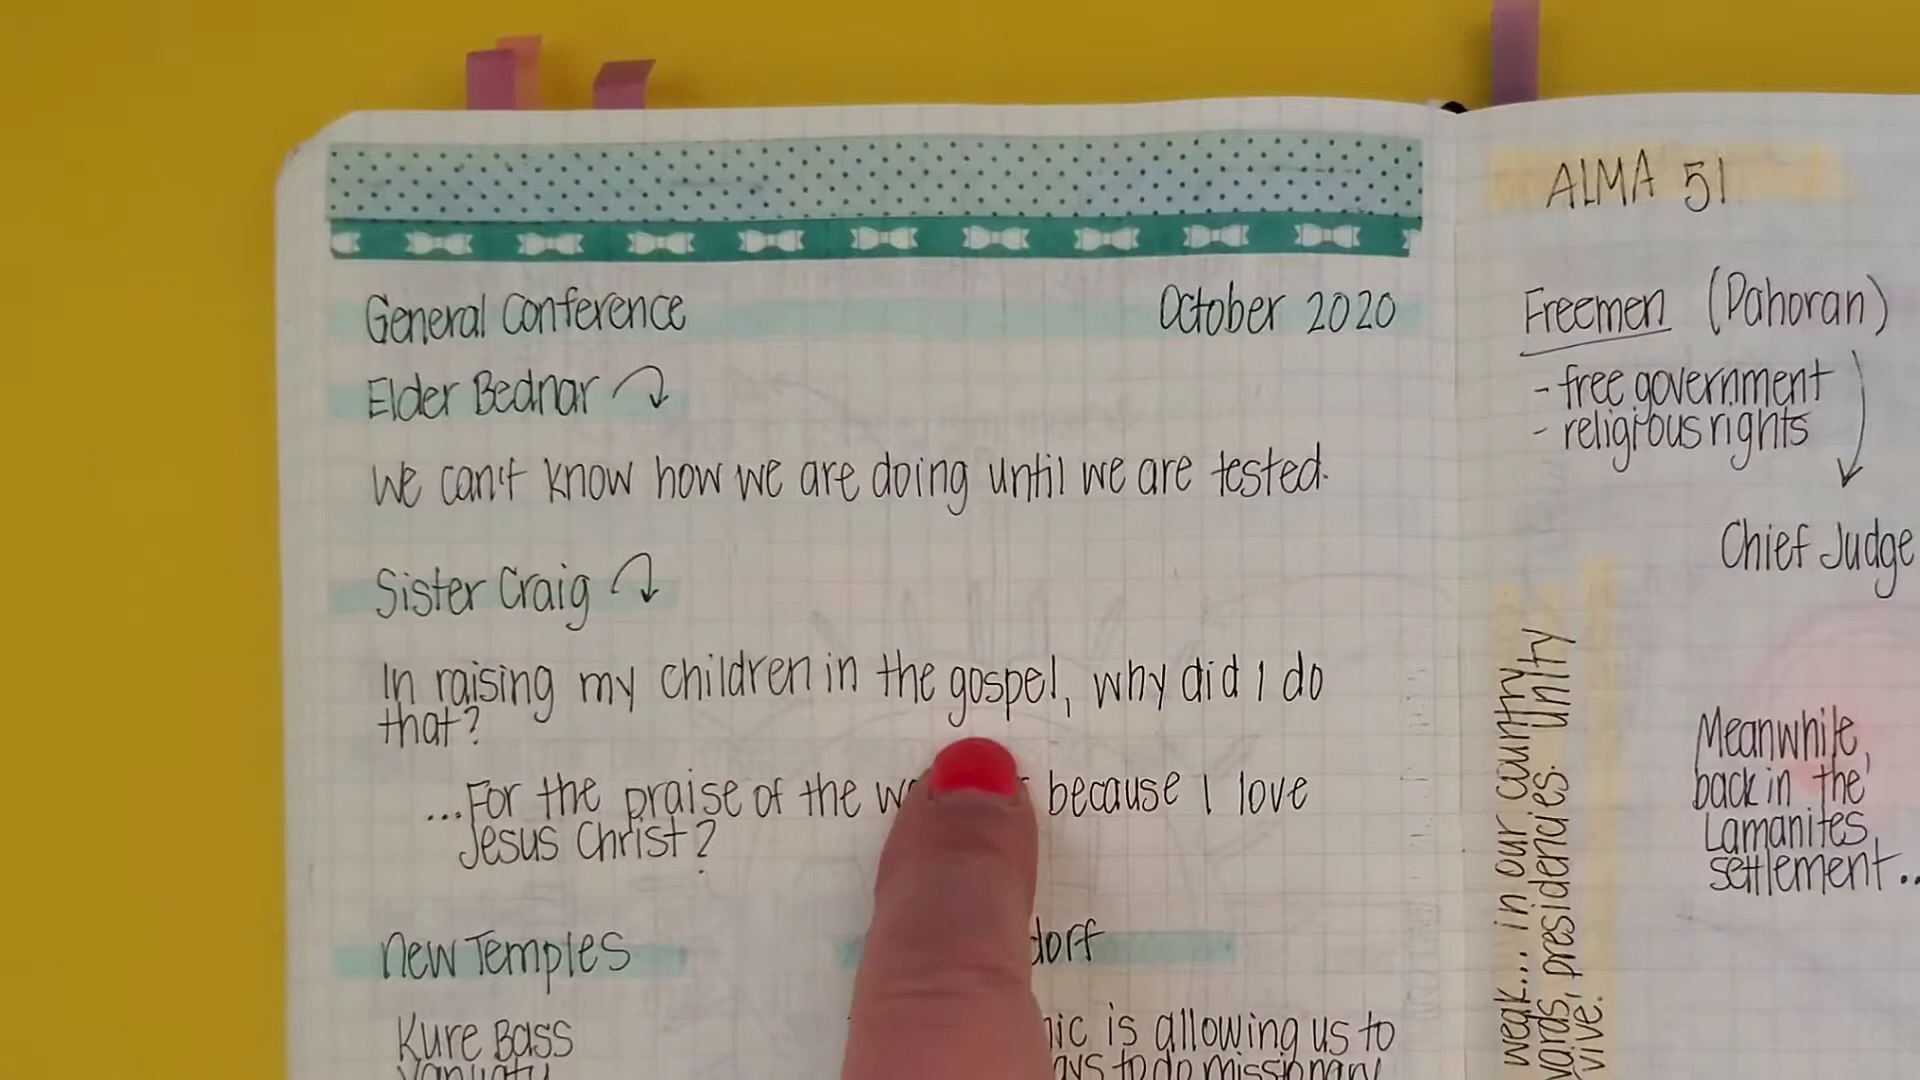 General Conference October 2020
Elder Bednar
We can't know how we are doing until we are tested.
Sister Craig
In raising my children in the gospel, why did I do
that?
...For the praise of the because I love
Jesus Christ?
New Temples
Kure Bass
is allowing us to
to do missionary
ALMA 51
Freemen (Pahoran)
- free government
- religious rights
Chief Judge
Meanwhile,
back in the
Lamanites
settlement...
weak... in our country
presidencies. Unity